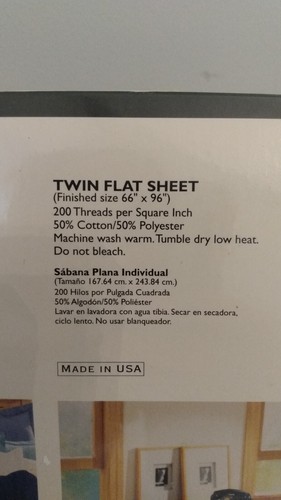 TWIN FLAT SHEET
(Finished size 66" x 96")
200 Threads per Square Inch
50% Cotton/50% Polyester
Machine wash warm. Tumble dry low heat.
Do not bleach.
Sábana Plana Individual
(Tamaño 167.64 cm. x 243.84 cm.)
200 Hilos por Pulgada Cuadrada
50% Algodón/50% Poliéster
Lavar en lavadora con agua tibia. Secar en secadora,
ciclo lento. No usar blanqueador.
MADE IN USA